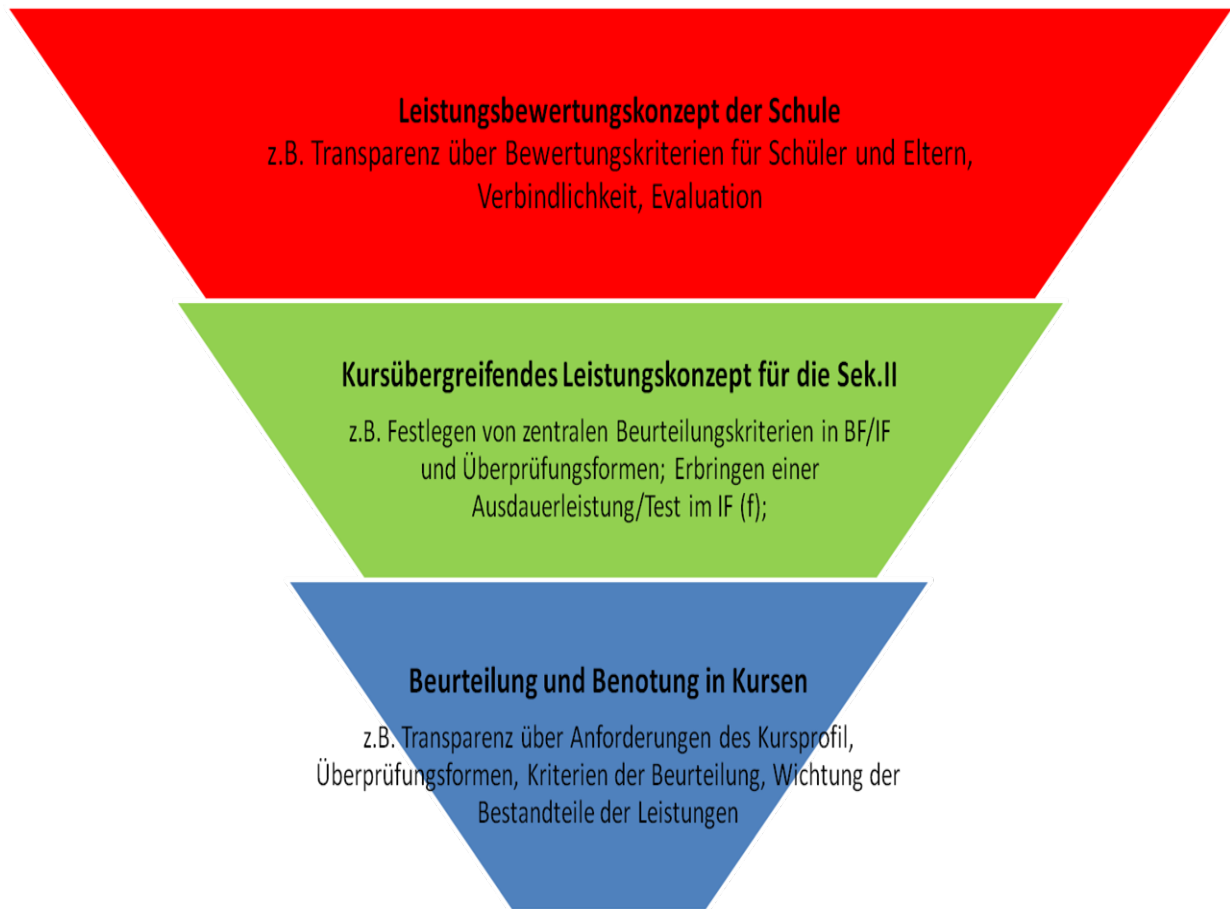 Leistungsbewertungskonzept der Schule
z.B. Transparenz über Bewertungskriterien für Schüler und Eltern,
Verbindlichkeit, Evaluation
Kursübergreifendes Leistungskonzept für die Sek.II
z.B. Festlegen von zentralen Beurteilungskriterien in BF/IF
und Überprüfungsformen; Erbringen einer
Ausdauerleistung/Test im IF (f);
Beurteilung und Benotung in Kursen
z.B. Transparenz über Anforderungen des Kursprofil,
Überprüfungsformen, Kriterien der Beurteilung, Wichtung der
Bestandteile der Leistungen